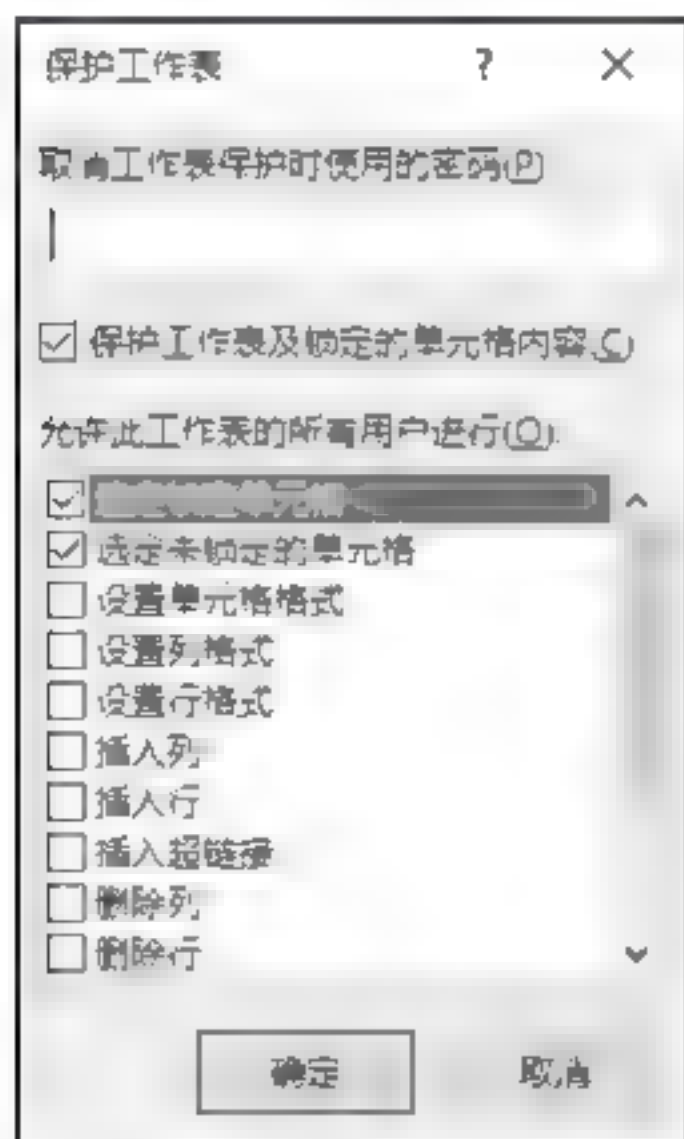 保护工作表 ? ×
取消工作表保护时使用的密码(P)
保护工作表及锁定的单元格内容(C)
允许此工作表的所有用户进行(O):
单元格
选定未锁定的单元格
设置单元格格式
设置列格式
设置行格式
插入列
插入行
插入超链接
删除列
删除行
确定 取消